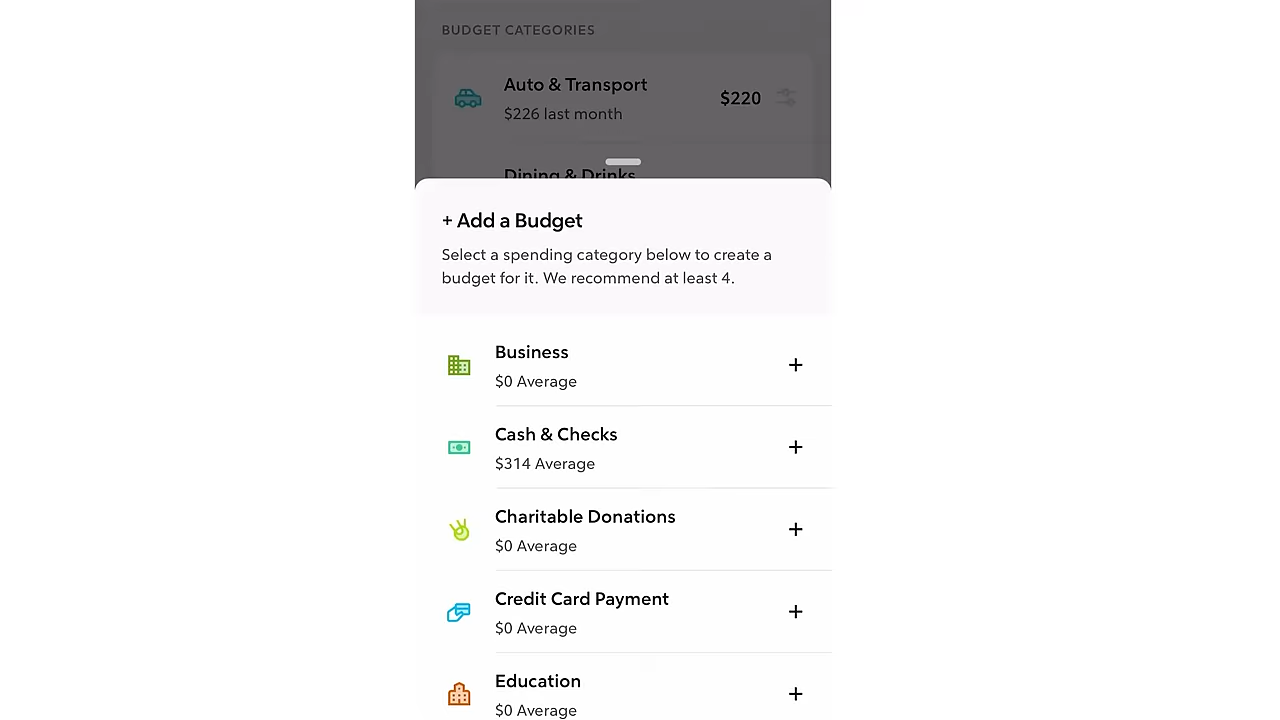 BUDGET CATEGORIES
Auto & Transport
$220
$226 last month
Dining & Drinks
+ Add a Budget
Select a spending category below to create a
budget for it. We recommend at least 4.
Business
$0 Average
+
Cash & Checks
$314 Average
+
Charitable Donations
$0 Average
+
Credit Card Payment
$0 Average
+
Education
$0 Average
+